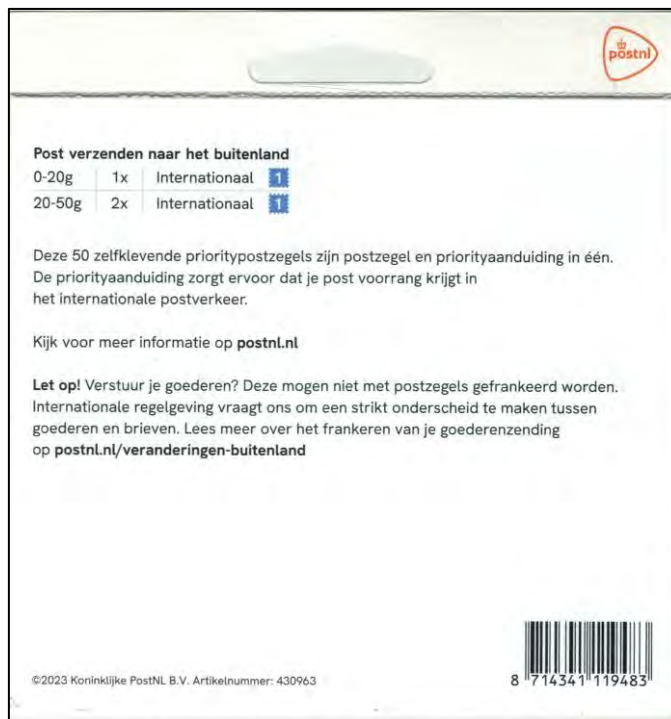 postnl
Post verzenden naar het buitenland
0-20g 1x Internationaal 1
20-50g 2x Internationaal 1
Deze 50 zelfklevende prioritypostzegels zijn postzegel en priorityaanduiding in één.
De priorityaanduiding zorgt ervoor dat je post voorrang krijgt in
het internationale postverkeer.
Kijk voor meer informatie op postnl.nl
Let op! Verstuur je goederen? Deze mogen niet met postzegels gefrankeerd worden.
Internationale regelgeving vraagt ons om een strikt onderscheid te maken tussen
goederen en brieven. Lees meer over het frankeren van je goederenzending
op postnl.nl/veranderingen-buitenland
©2023 Koninklijke PostNL B.V. Artikelnummer: 430963
8 714341 119483